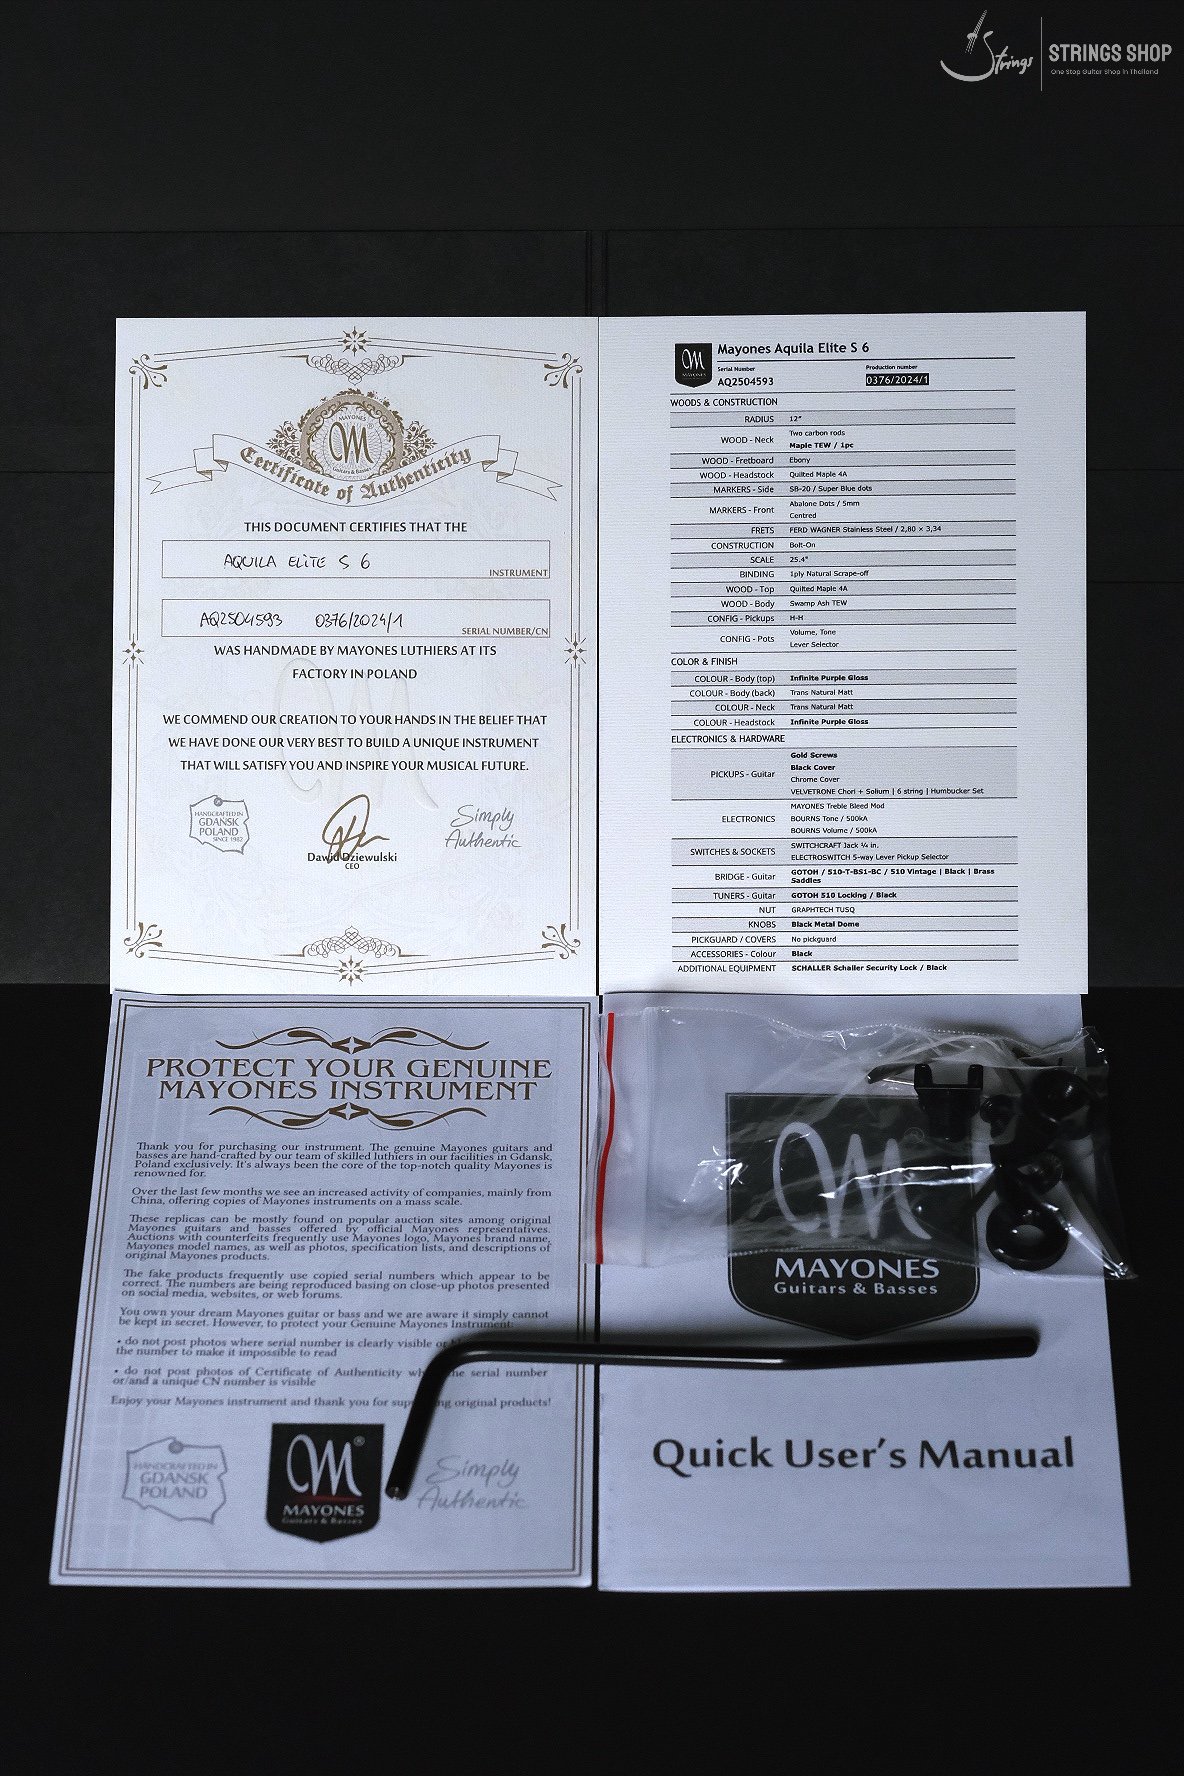 Strings
STRINGS SHOP
One Stop Guitar Shop in Thailand
MAYONES
M
Guitars & Basses
Certificate of Authenticity
THIS DOCUMENT CERTIFIES THAT THE
AQUILA ELITE S 6
INSTRUMENT
AQ2504593 0376/2024/1
SERIAL NUMBER/CN
WAS HANDMADE BY MAYONES LUTHIERS AT ITS
FACTORY IN POLAND
WE COMMEND OUR CREATION TO YOUR HANDS IN THE BELIEF THAT
WE HAVE DONE OUR VERY BEST TO BUILD A UNIQUE INSTRUMENT
THAT WILL SATISFY YOU AND INSPIRE YOUR MUSICAL FUTURE.
HANDCRAFTED IN
GDANSK
POLAND
SINCE 1982
Dawid Dziewulski
CEO
Simply
Authentic
M
MAYONES
Mayones Aquila Elite S 6
Serial Number
AQ2504593
Production number
0376/2024/1
WOODS & CONSTRUCTION
RADIUS 12"
WOOD - Neck Two carbon rods
Maple TEW / 1pc
WOOD - Fretboard Ebony
WOOD - Headstock Quilted Maple 4A
MARKERS - Side SB-20 / Super Blue dots
MARKERS - Front Abalone Dots / 5mm
Centred
FRETS FERD WAGNER Stainless Steel / 2,80 × 3,34
CONSTRUCTION Bolt-On
SCALE 25.4"
BINDING 1ply Natural Scrape-off
WOOD - Top Quilted Maple 4A
WOOD - Body Swamp Ash TEW
CONFIG - Pickups H-H
CONFIG - Pots Volume, Tone
Lever Selector
COLOR & FINISH
COLOUR - Body (top) Infinite Purple Gloss
COLOUR - Body (back) Trans Natural Matt
COLOUR - Neck Trans Natural Matt
COLOUR - Headstock Infinite Purple Gloss
ELECTRONICS & HARDWARE
PICKUPS - Guitar Gold Screws
Black Cover
Chrome Cover
VELVETRONE Chori + Solium | 6 string | Humbucker Set
ELECTRONICS MAYONES Treble Bleed Mod
BOURNS Tone / 500kA
BOURNS Volume / 500kA
SWITCHES & SOCKETS SWITCHCRAFT Jack ¼ in.
ELECTROSWITCH 5-way Lever Pickup Selector
BRIDGE - Guitar GOTOH / 510-T-BS1-BC / 510 Vintage | Black | Brass
Saddles
TUNERS - Guitar GOTOH 510 Locking / Black
NUT GRAPHTECH TUSQ
KNOBS Black Metal Dome
PICKGUARD / COVERS No pickguard
ACCESSORIES - Colour Black
ADDITIONAL EQUIPMENT SCHALLER Schaller Security Lock / Black
PROTECT YOUR GENUINE
MAYONES INSTRUMENT
Thank you for purchasing our instrument. The genuine Mayones guitars and
basses are hand-crafted by our team of skilled luthiers in our facilities in Gdansk,
Poland exclusively. It's always been the core of the top-notch quality Mayones is
renowned for.
Over the last few months we see an increased activity of companies, mainly from
China, offering copies of Mayones instruments on a mass scale.
These replicas can be mostly found on popular auction sites among original
Mayones guitars and basses offered by official Mayones representatives.
Auctions with counterfeits frequently use Mayones logo, Mayones brand name,
Mayones model names, as well as photos, specification lists, and descriptions of
original Mayones products.
The fake products frequently use copied serial numbers which appear to be
correct. The numbers are being reproduced basing on close-up photos presented
on social media, websites, or web forums.
You own your dream Mayones guitar or bass and we are aware it simply cannot
be kept in secret. However, to protect your Genuine Mayones Instrument:
• do not post photos where serial number is clearly visible or
the number to make it impossible to read
• do not post photos of Certificate of Authenticity serial number
or/and a unique CN number is visible
Enjoy your Mayones instrument and thank you for original products!
HANDCRAFTED IN
GDANSK
POLAND
M
MAYONES
Guitars & Basses
Simply
Authentic
M
MAYONES
Guitars & Basses
Quick User's Manual